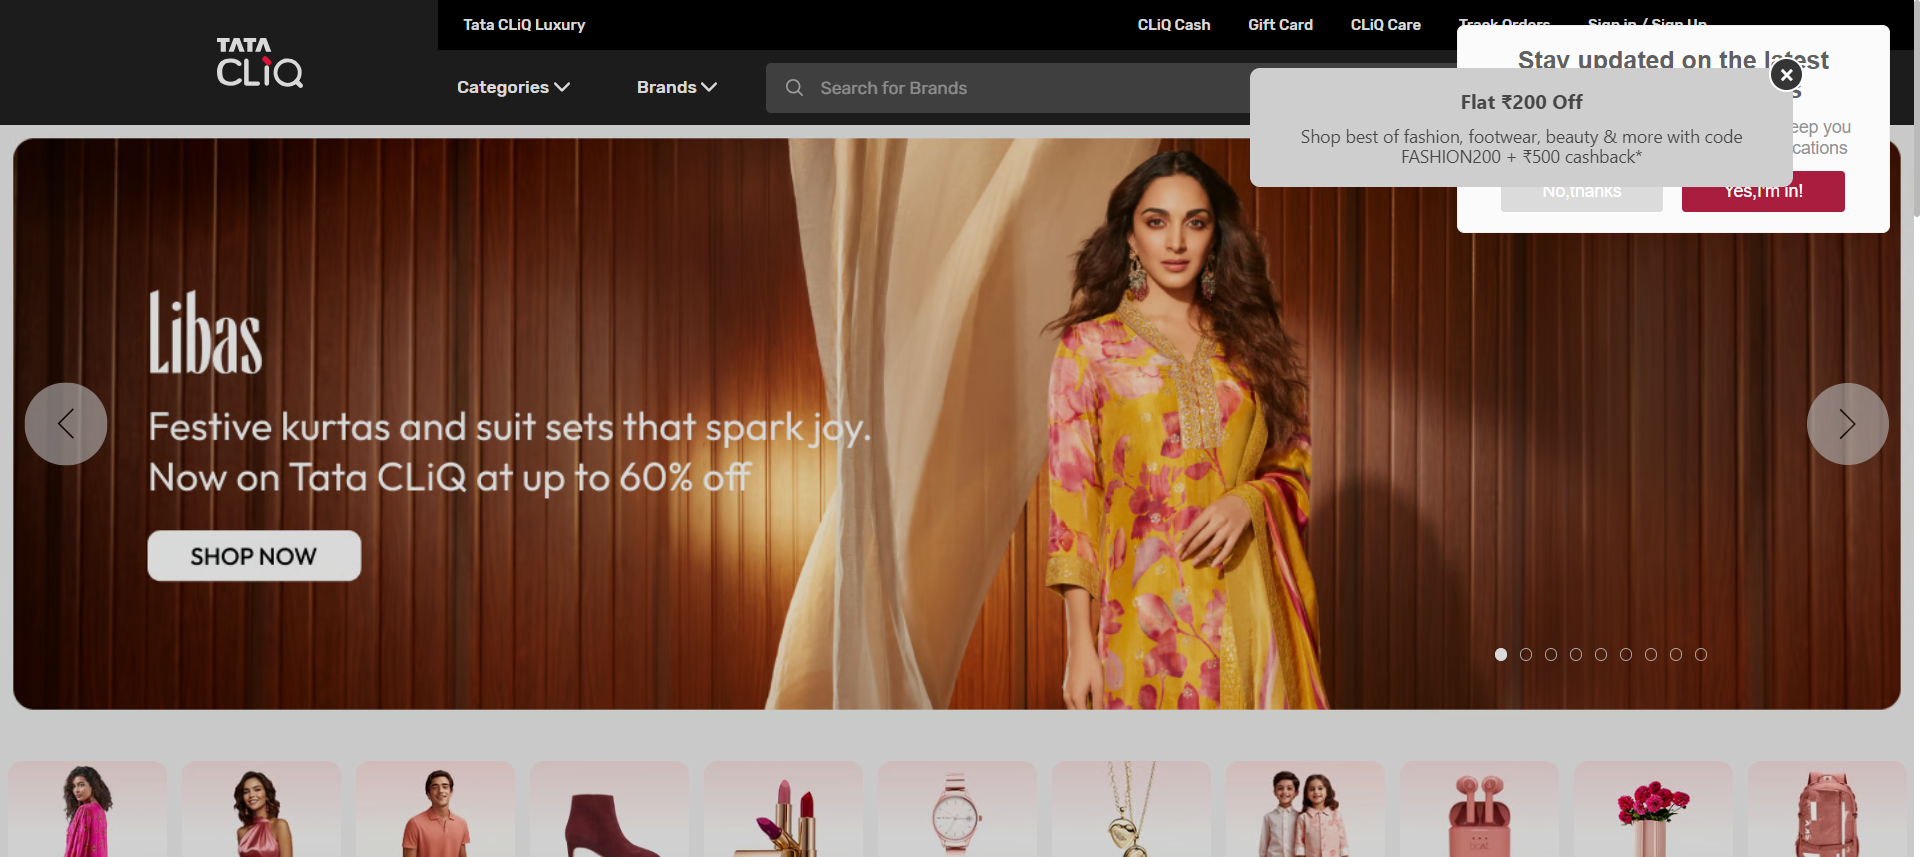 Tata CLiQ Luxury
CLiQ Cash
Gift Card
CLiQ Care
Track Orders
Sign in / Sign Up
TATA
CLiQ
Categories
Brands
Search for Brands
Stay updated on the latest
eep you
cations
No,thanks
Yes,I'm in!
Flat ₹200 Off
Shop best of fashion, footwear, beauty & more with code
FASHION200 + ₹500 cashback*
Libas
Festive kurtas and suit sets that spark joy.
Now on Tata CLiQ at up to 60% off
SHOP NOW